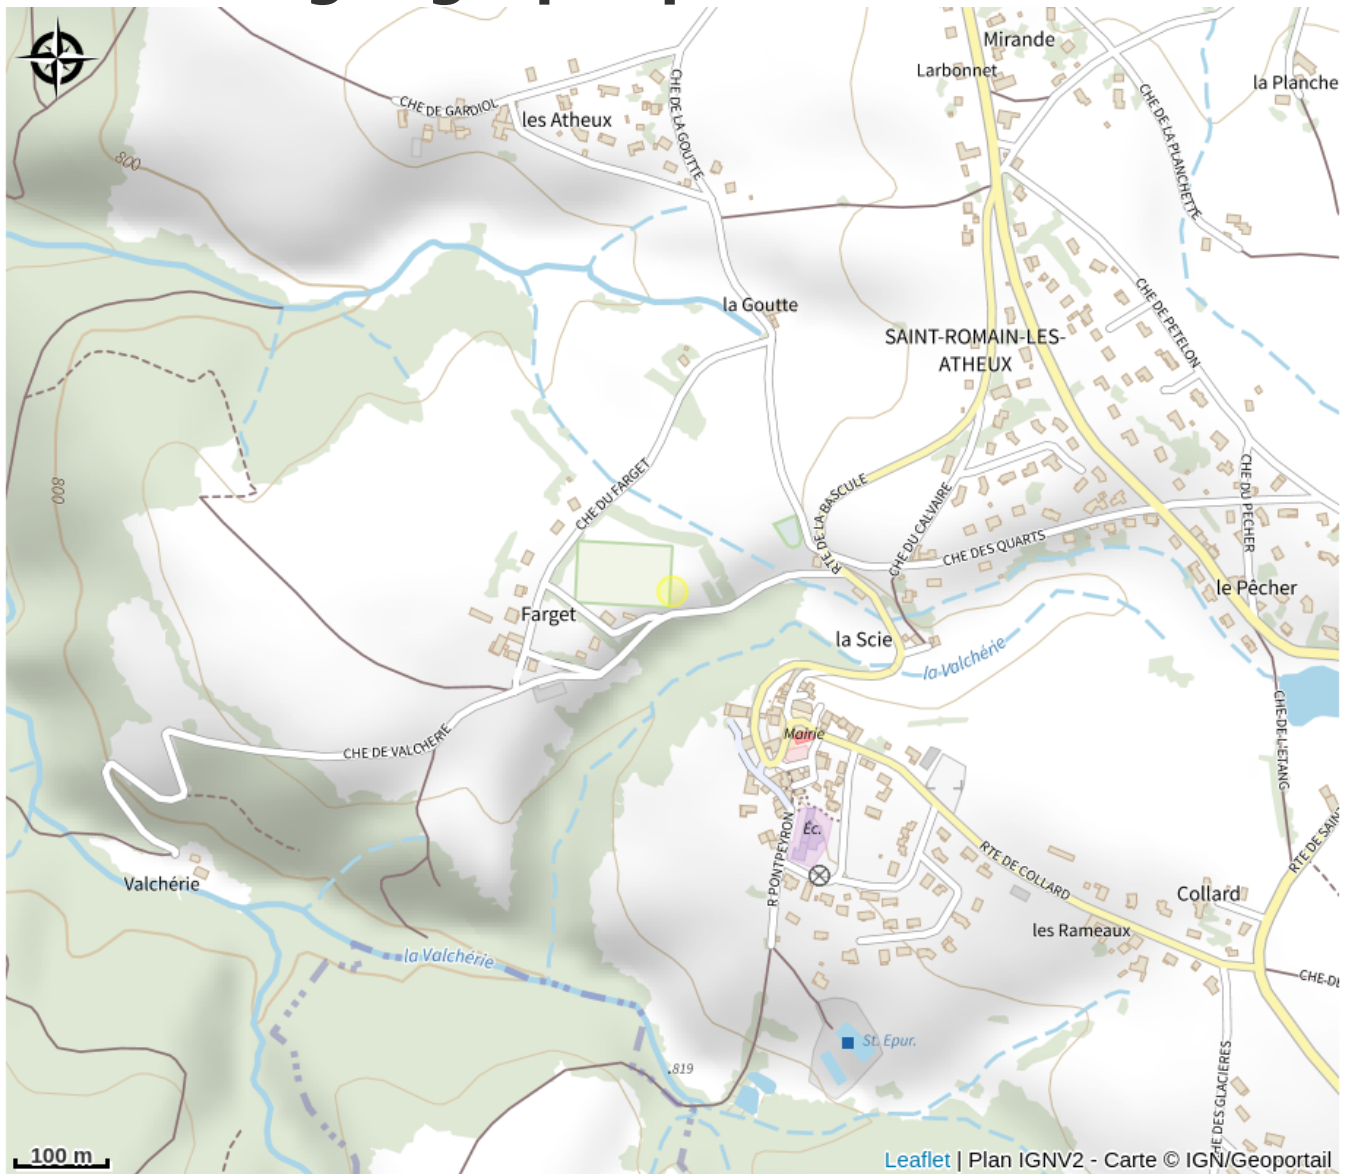 Mirande
Larbonnet
la Planche
CHE DE GARDIOL
les Atheux
CHE DE LA GOUTTE
CHE DE LA PLANCHETTE
800
la Goutte
CHE DE PETELON
SAINT-ROMAIN-LES-
ATHEUX
800
CHE DU FARGET
RTE DE LA BASCULE
CHE DU CALVAIRE
CHE DES QUARTS
CHE DU PECHER
le Pêcher
Farget
la Scie
la Valchérie
CHE DE VALCHERIE
Mairie
CHE-DE-L'ETANG
Éc.
R PONTPEYRON
RTE DE COLLARD
RTE DE SAIN
Valchérie
Collard
les Rameaux
la Valchérie
CHE-DE
St. Epur.
.819
HE DES GLACIERES
100 m
Leaflet | Plan IGNV2 - Carte © IGN/Geoportail